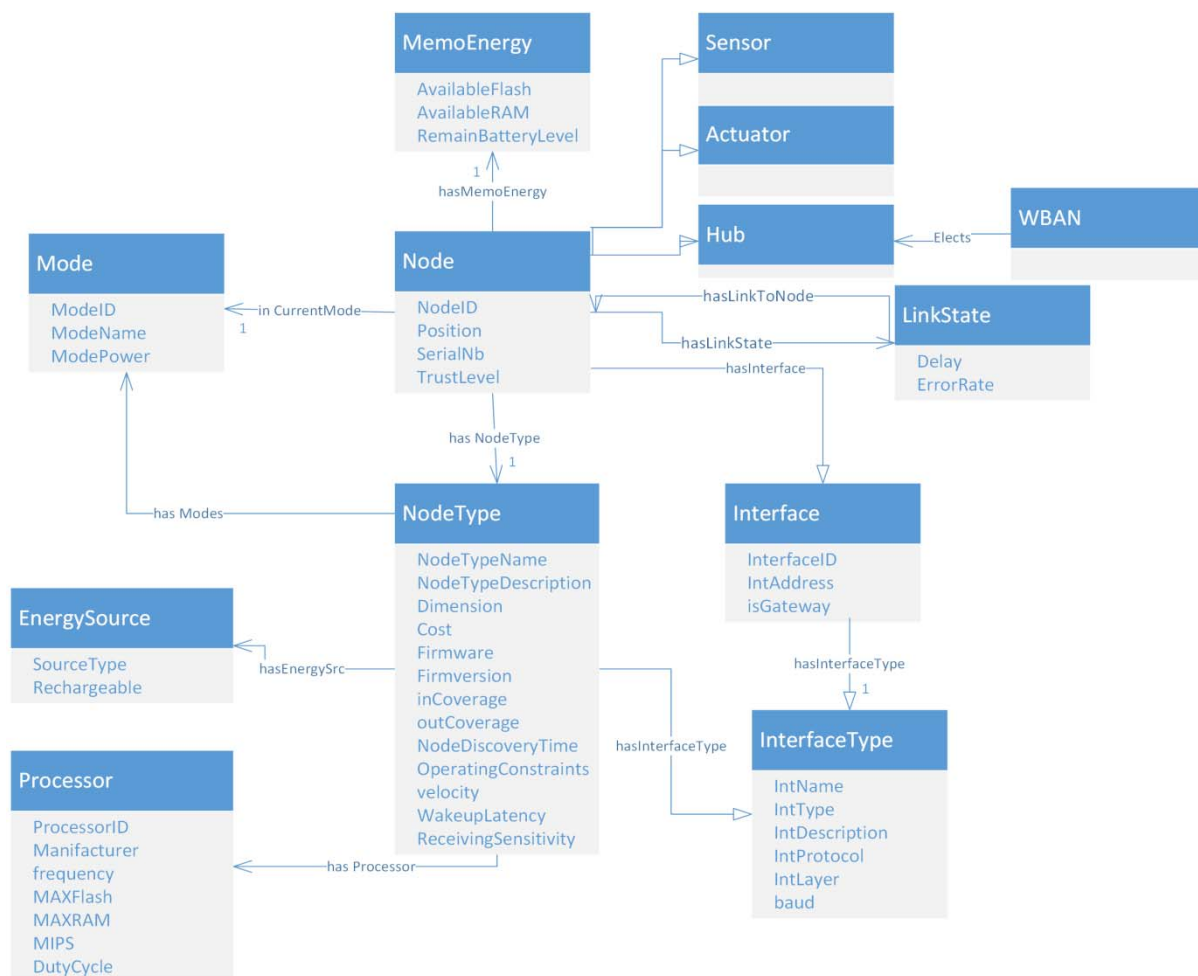 MemoEnergy
AvailableFlash
AvailableRAM
RemainBatteryLevel
Sensor
Actuator
Hub
WBAN
Elects
1
hasMemoEnergy
Mode
ModeID
ModeName
ModePower
in CurrentMode
1
Node
NodeID
Position
SerialNb
TrustLevel
hasLinkToNode
hasLinkState
LinkState
Delay
ErrorRate
hasInterface
has NodeType
1
has Modes
NodeType
NodeTypeName
NodeTypeDescription
Dimension
Cost
Firmware
Firmversion
inCoverage
outCoverage
NodeDiscoveryTime
OperatingConstraints
velocity
WakeupLatency
ReceivingSensitivity
Interface
InterfaceID
IntAddress
isGateway
hasInterfaceType
1
EnergySource
SourceType
Rechargeable
hasEnergySrc
hasInterfaceType
InterfaceType
IntName
IntType
IntDescription
IntProtocol
IntLayer
baud
Processor
ProcessorID
Manifacturer
frequency
MAXFlash
MAXRAM
MIPS
DutyCycle
has Processor